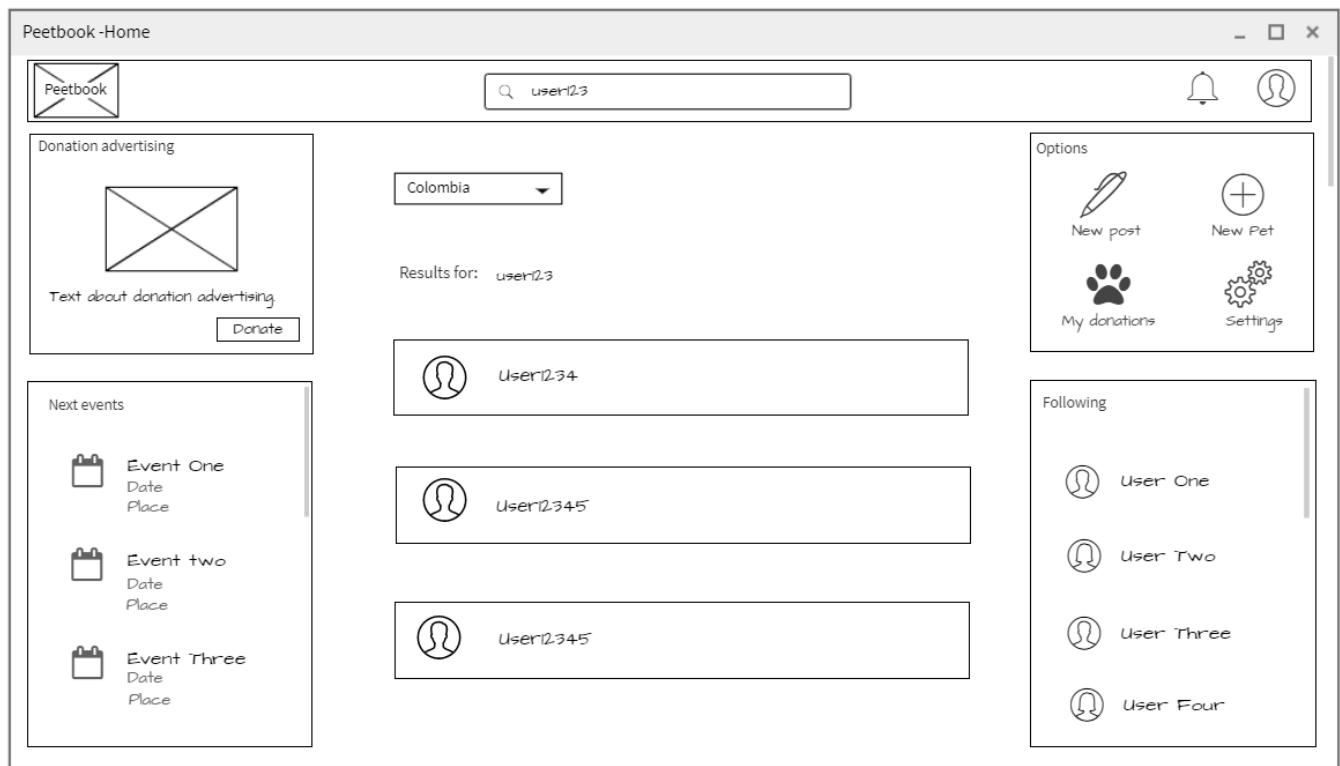 Peetbook -Home
Peetbook
user123
Donation advertising
Text about donation advertising.
Donate
Next events
Event One
Date
Place
Event two
Date
Place
Event Three
Date
Place
Colombia
Results for: user123
User1234
User12345
User12345
Options
New post
New Pet
My donations
Settings
Following
User One
User Two
User Three
User Four